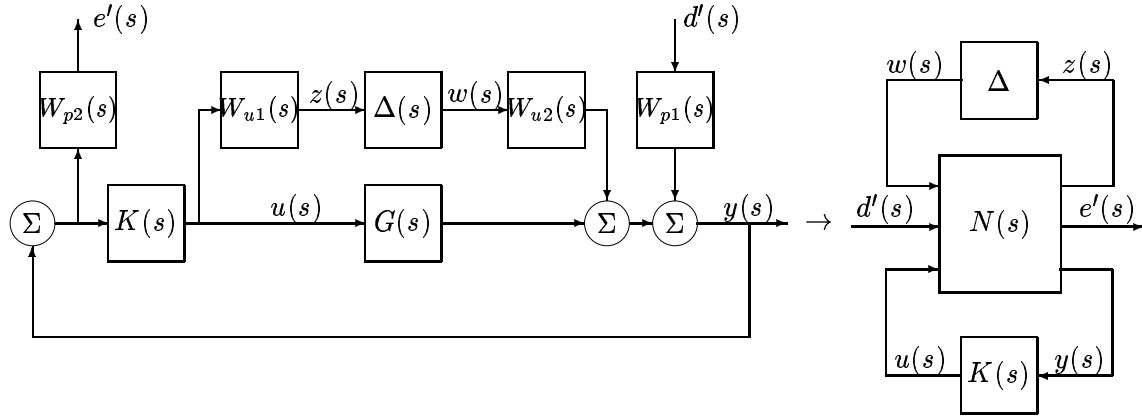 e′(s)
d′(s)
W_{p2}(s)
W_{u1}(s)
z(s)
Δ(s)
w(s)
W_{u2}(s)
W_{p1}(s)
w(s)
Δ
z(s)
Σ
K(s)
u(s)
G(s)
Σ
Σ
y(s)
→
d′(s)
N(s)
e′(s)
u(s)
K(s)
y(s)